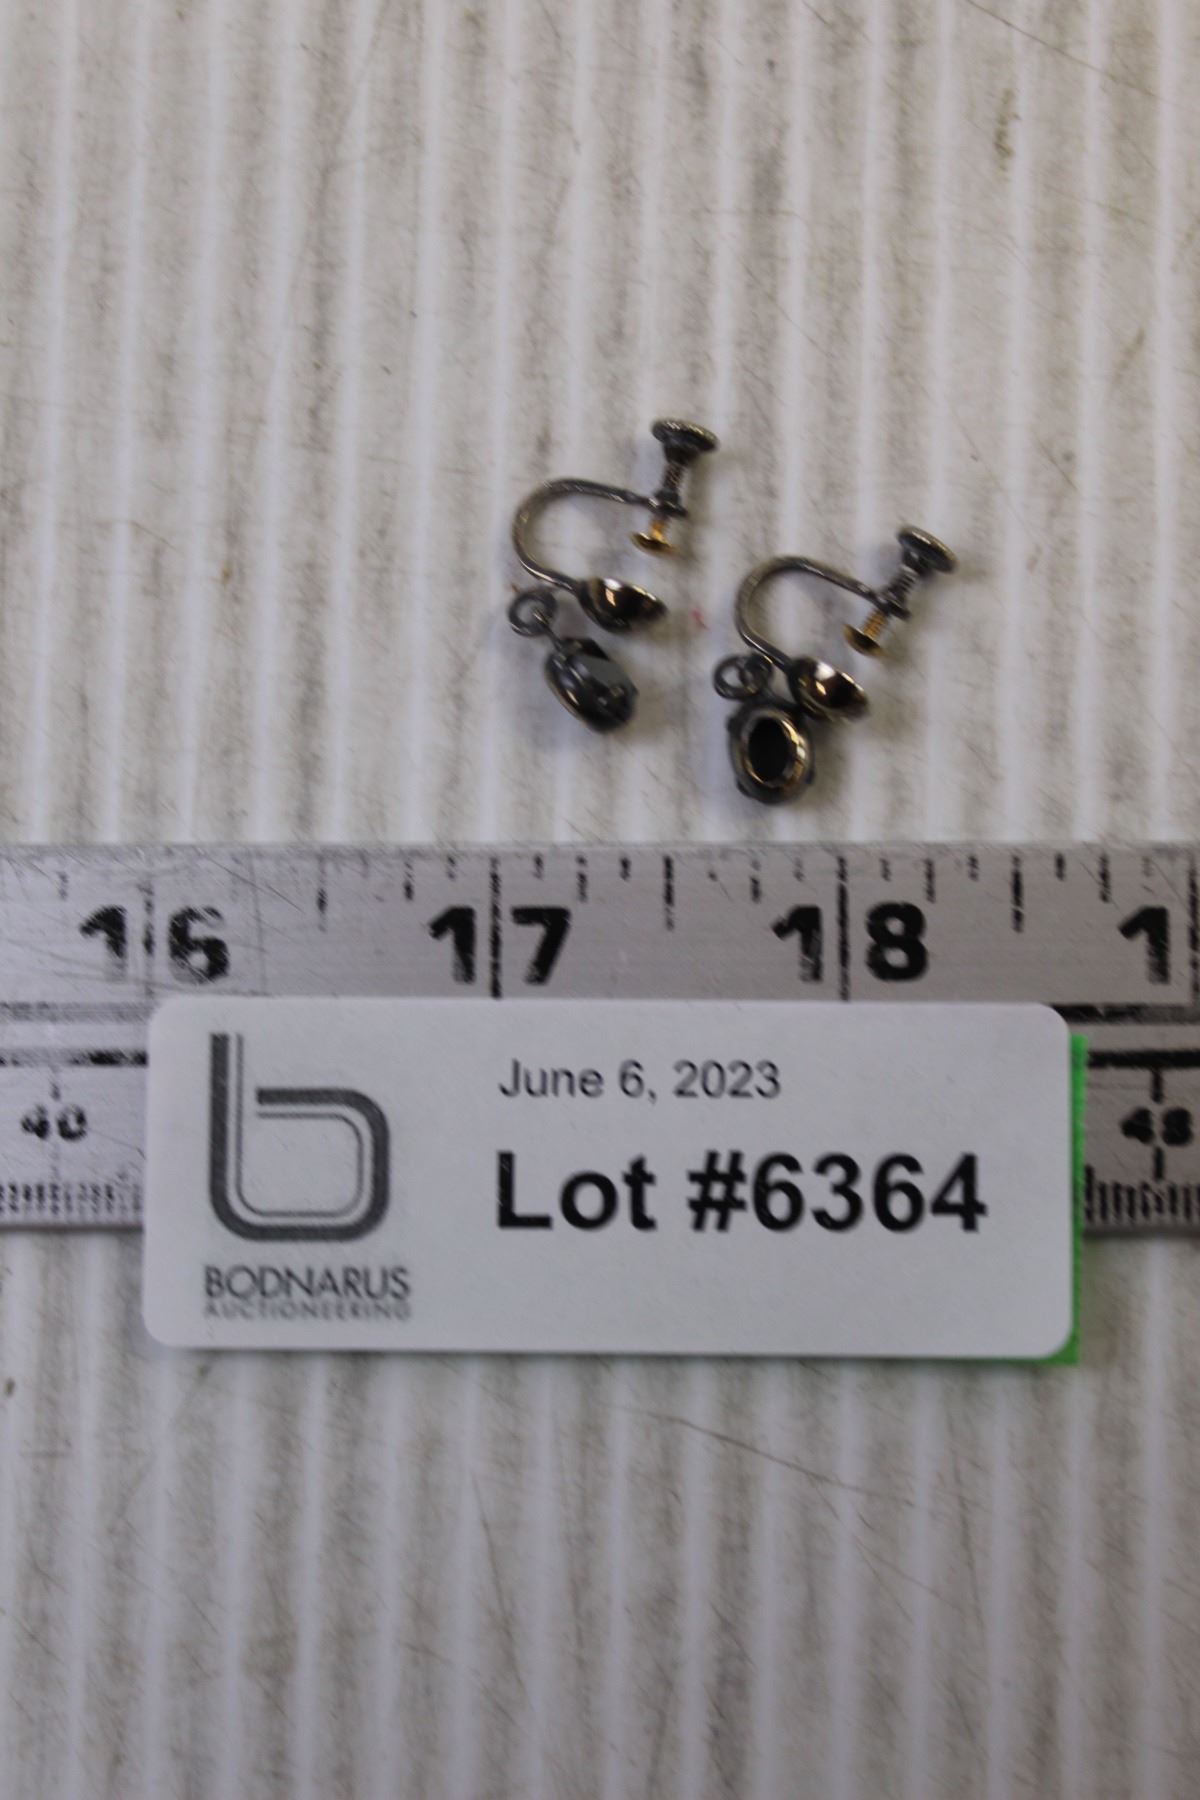 16 17 18 1
40 48
June 6, 2023
Lot #6364
b
BODNARUS
AUCTIONEERING